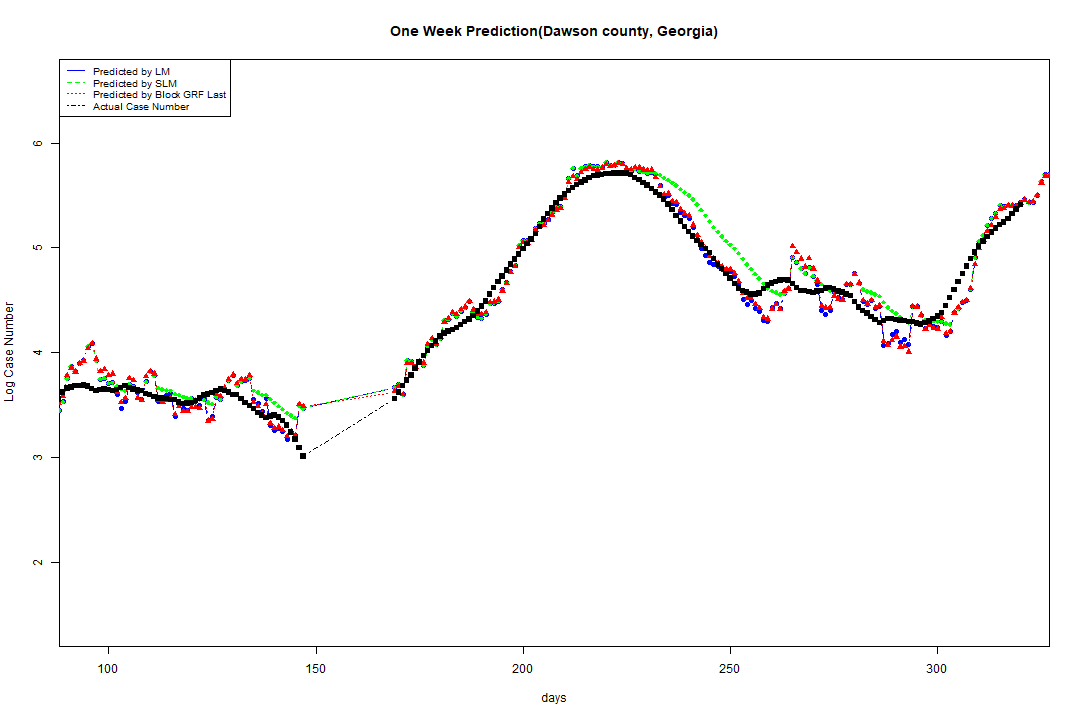 One Week Prediction(Dawson county, Georgia)
Predicted by LM
Predicted by SLM
Predicted by Block GRF Last
Actual Case Number
6
5
4
3
2
Log Case Number
100 150 200 250 300
days